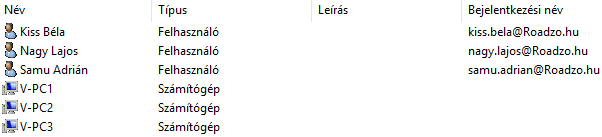 Név Típus Leírás Bejelentkezési név
Kiss Béla Felhasználó kiss.bela@Roadzo.hu
Nagy Lajos Felhasználó nagy.lajos@Roadzo.hu
Samu Adrián Felhasználó samu.adrian@Roadzo.hu
V-PC1 Számítógép
V-PC2 Számítógép
V-PC3 Számítógép